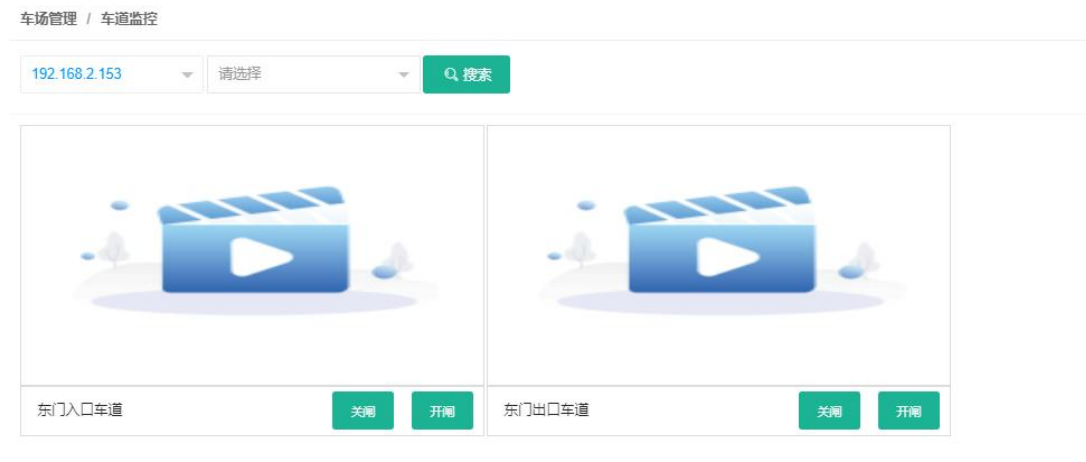 车场管理 / 车道监控
192.168.2.153 请选择 搜索
东门入口车道 关闸 开闸 东门出口车道 关闸 开闸